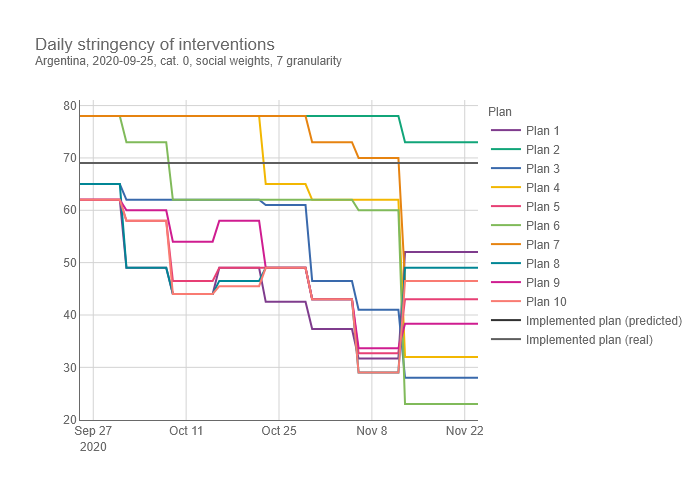 Daily stringency of interventions
Argentina, 2020-09-25, cat. 0, social weights, 7 granularity
80
70
60
50
40
30
20
Sep 27
2020
Oct 11
Oct 25
Nov 8
Nov 22
Plan
Plan 1
Plan 2
Plan 3
Plan 4
Plan 5
Plan 6
Plan 7
Plan 8
Plan 9
Plan 10
Implemented plan (predicted)
Implemented plan (real)